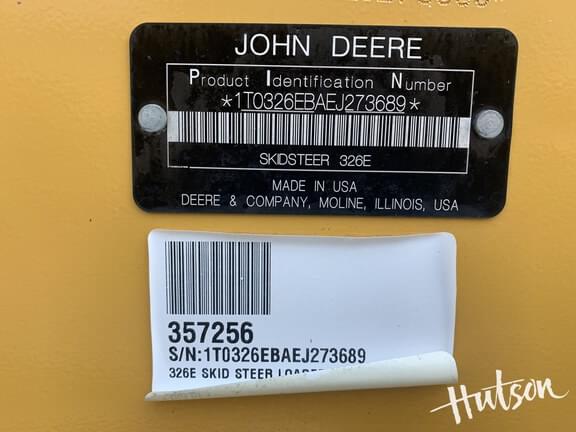 JOHN DEERE
Product Identification Number
*1T0326EBAEJ273689*
SKIDSTEER 326E
MADE IN USA
DEERE & COMPANY, MOLINE, ILLINOIS, USA
357256
S/N:1T0326EBAEJ273689
326E SKID STEER LOADER
Hutson